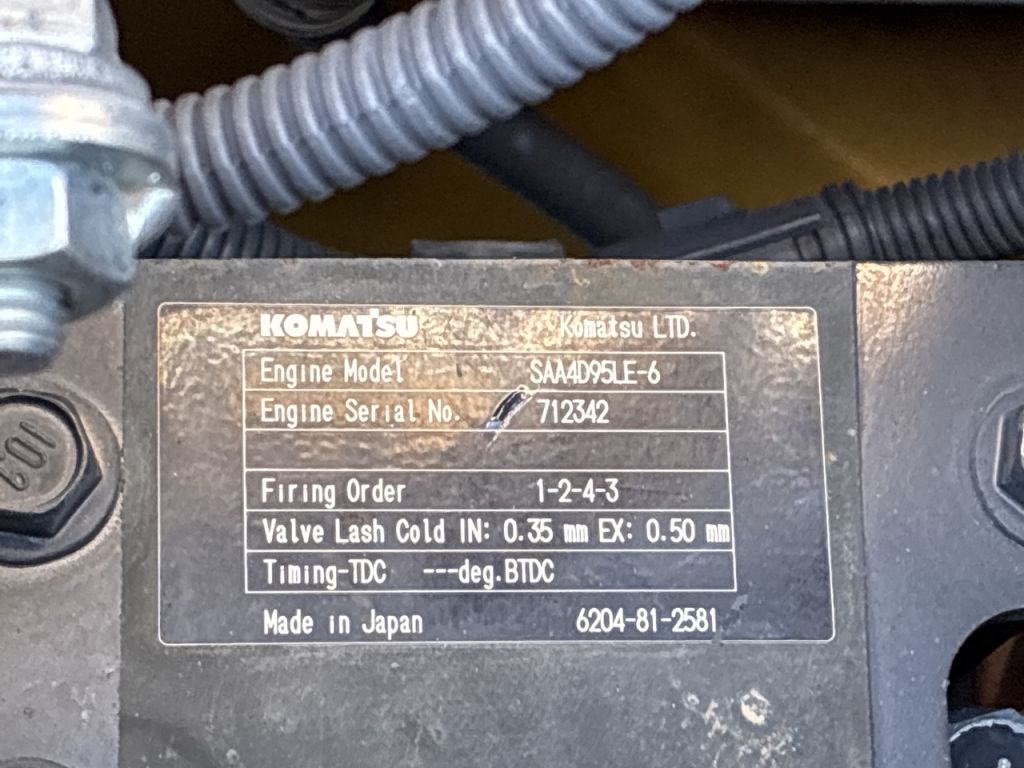 KOMATSU Komatsu LTD.
Engine Model SAA4D95LE-6
Engine Serial No. 712342
Firing Order 1-2-4-3
Valve Lash Cold IN: 0.35 mm EX: 0.50 mm
Timing-TDC ---deg.BTDC
Made in Japan 6204-81-2581